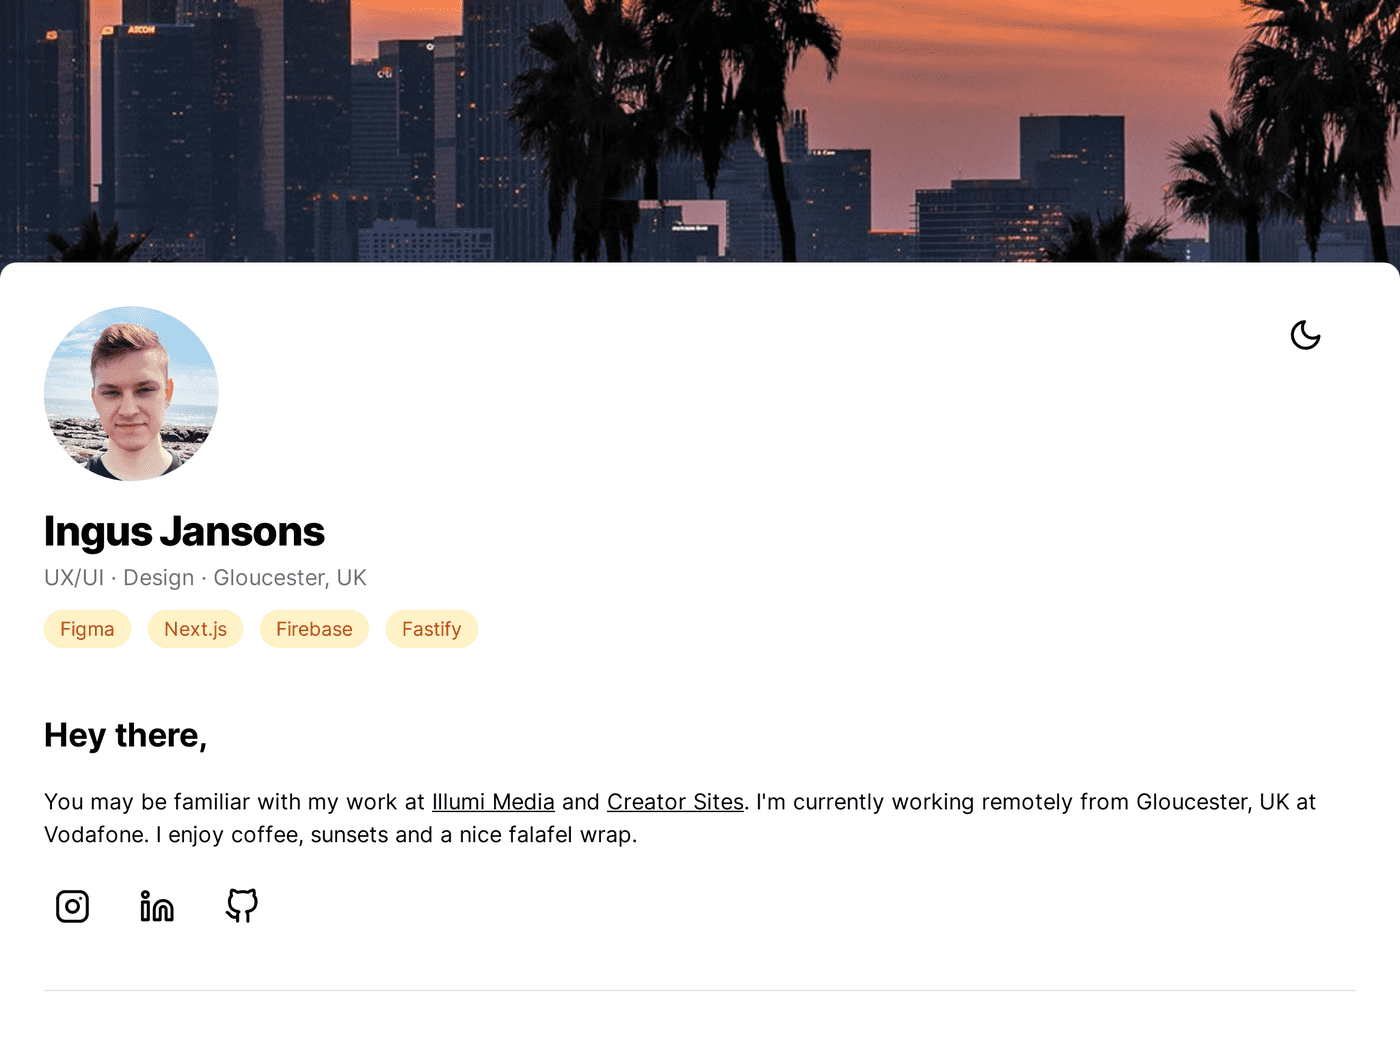 AECOM
citi
Ingus Jansons
UX/UI · Design · Gloucester, UK
Figma Next.js Firebase Fastify
Hey there,
You may be familiar with my work at Illumi Media and Creator Sites. I'm currently working remotely from Gloucester, UK at
Vodafone. I enjoy coffee, sunsets and a nice falafel wrap.